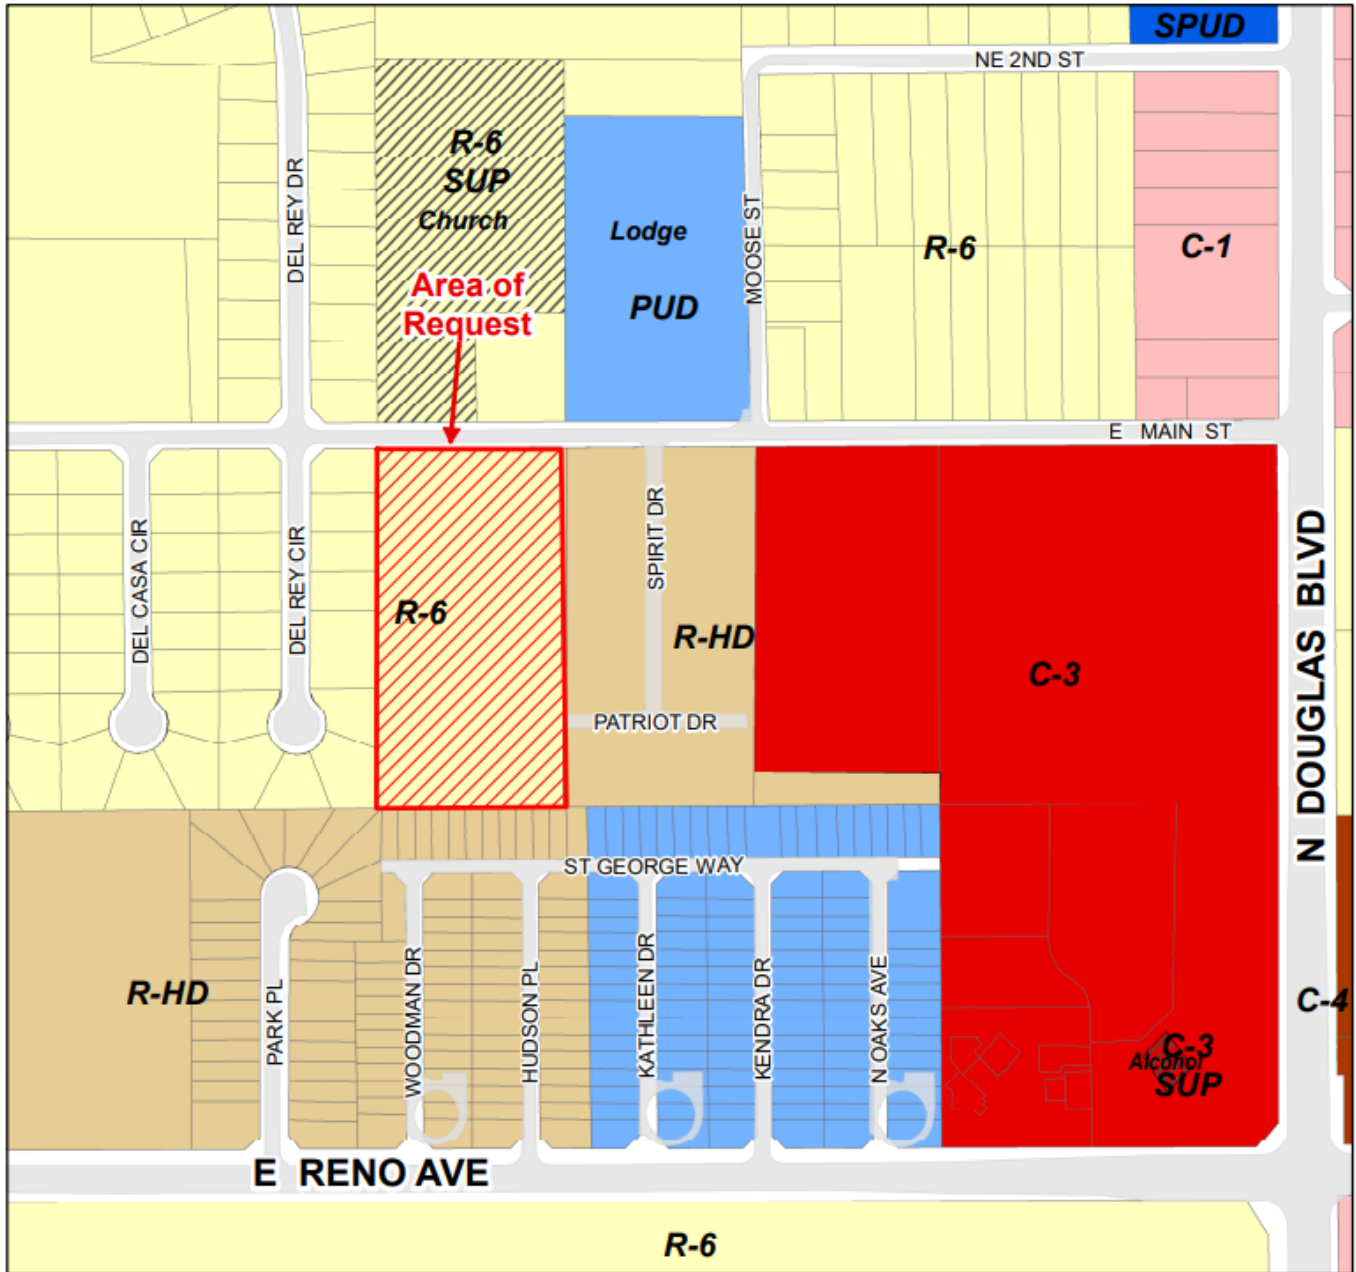 SPUD
NE 2ND ST
R-6
SUP
Church
Lodge
PUD
DEL REY DR
MOOSE ST
R-6
C-1
Area of
Request
E MAIN ST
DEL CASA CIR
DEL REY CIR
R-6
SPIRIT DR
R-HD
C-3
N DOUGLAS BLVD
PATRIOT DR
ST GEORGE WAY
R-HD
PARK PL
WOODMAN DR
HUDSON PL
KATHLEEN DR
KENDRA DR
N OAKS AVE
C-4
C-3
Alcohol
SUP
E RENO AVE
R-6